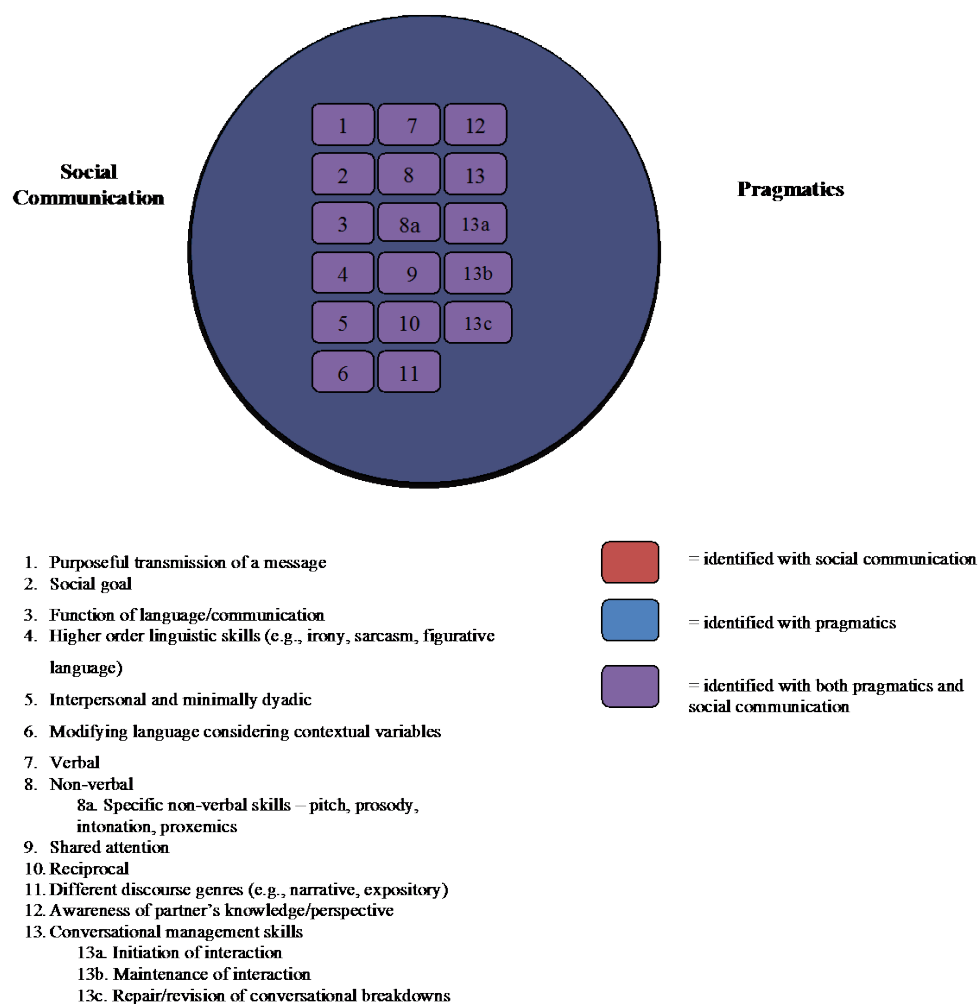 1 7 12
Social
Communication
2 8 13
Pragmatics
3 8a 13a
4 9 13b
5 10 13c
6 11
1. Purposeful transmission of a message
2. Social goal
3. Function of language/communication
4. Higher order linguistic skills (e.g., irony, sarcasm, figurative
language)
5. Interpersonal and minimally dyadic
6. Modifying language considering contextual variables
7. Verbal
8. Non-verbal
8a. Specific non-verbal skills – pitch, prosody,
intonation, proxemics
9. Shared attention
10. Reciprocal
11. Different discourse genres (e.g., narrative, expository)
12. Awareness of partner's knowledge/perspective
13. Conversational management skills
13a. Initiation of interaction
13b. Maintenance of interaction
13c. Repair/revision of conversational breakdowns
= identified with social communication
= identified with pragmatics
= identified with both pragmatics and
social communication